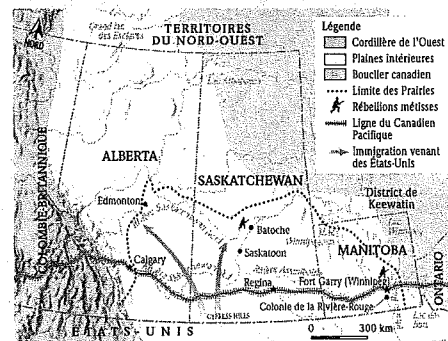 NORD
Grand lac des Esclaves
TERRITOIRES
DU NORD-OUEST
Légende
Cordillère de l'Ouest
Plaines intérieures
Bouclier canadien
Limite des Prairies
Rébellions métisses
Ligne du Canadien
Pacifique
Immigration venant
des États-Unis
COLOMBIE-BRITANNIQUE
ALBERTA
SASKATCHEWAN
District de
Keewatin
Edmonton
Batoche
Saskatoon
MANITOBA
Calgary
Regina
Fort Garry (Winnipeg)
Colonie de la Rivière-Rouge
ONTARIO
CYPRESS HILLS
ÉTATS-UNIS
0 300 km